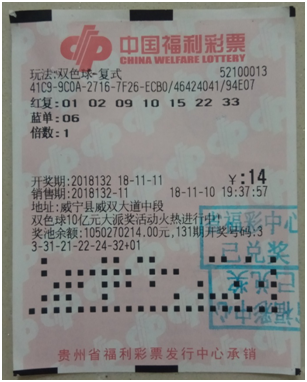 中国福利彩票
CHINA WELFARE LOTTERY
玩法:双色球-复式 52100013
41C9-9C0A-2716-7F26-ECB0/46424041/94E07
红复:01 02 09 10 15 22 33
蓝单:06
倍数:1
开奖期:2018132 18-11-11 ¥:14
销售期:2018132-11 18-11-10 19:37:57
地址:威宁县威双大道中段
双色球10亿元大派奖活动火热进行中!
奖池余额:1050270214.00元,131期开奖号码:3
3-31-21-22-24-32+01
省福彩中心
已兑奖
贵州省福利彩票发行中心承销